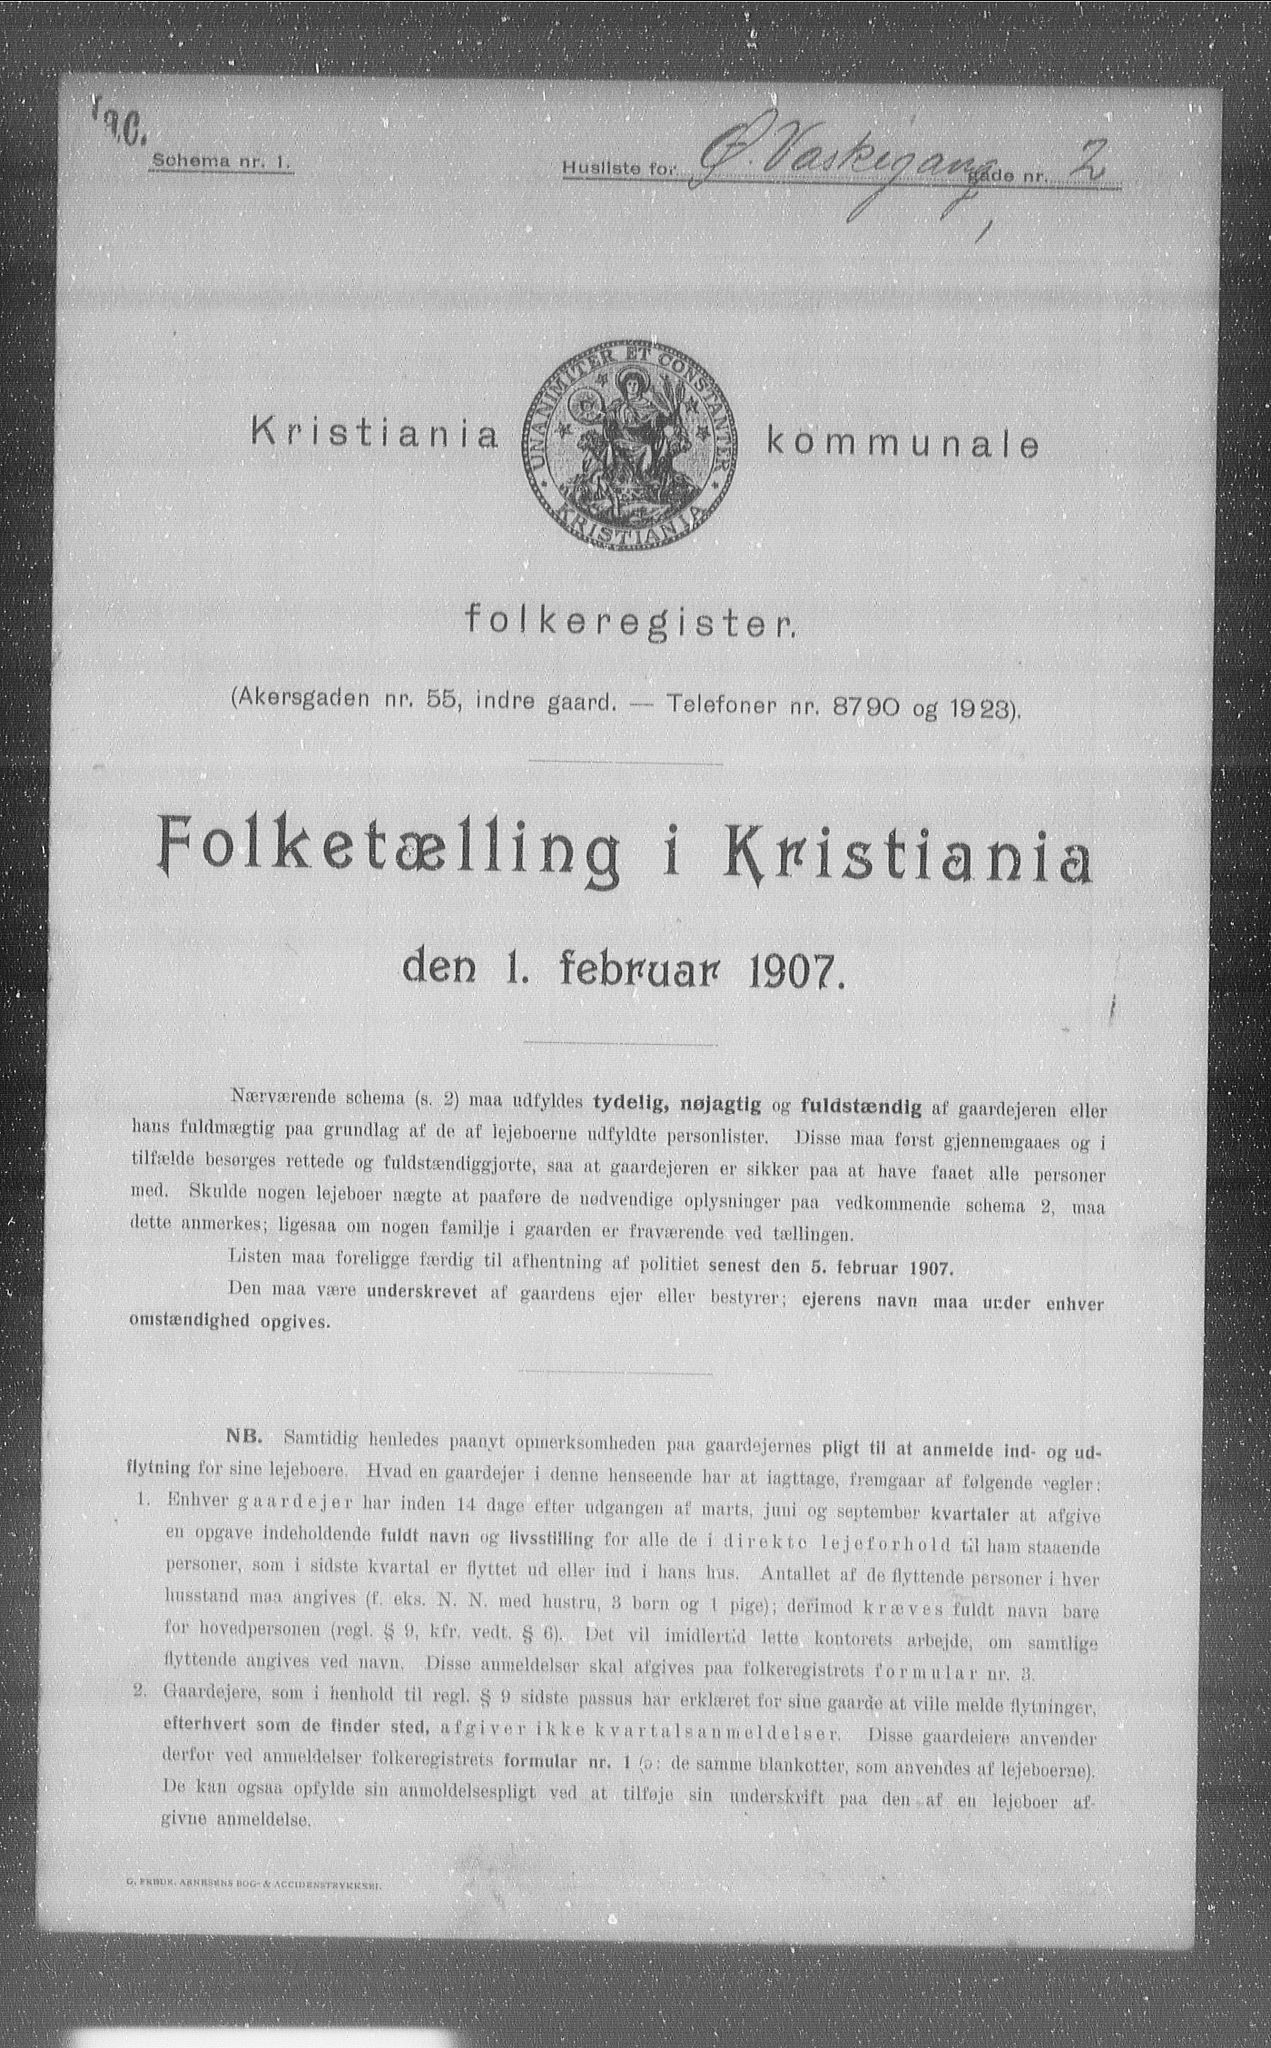 Schema nr. 1.
Husliste for Ø. Vaskegang gade nr. 2
UNANIMITER ET CONSTANTER
KRISTIANIA
Kristiania kommunale
folkeregister.
(Akersgaden nr. 55, indre gaard. — Telefoner nr. 8790 og 1923).
Folketælling i Kristiania
den 1. februar 1907.
Nærværende schema (s. 2) maa udfyldes tydelig, nøjagtig og fuldstændig af gaardejeren eller
hans fuldmægtig paa grundlag af de af lejeboerne udfyldte personlister. Disse maa først gjennemgaaes og i
tilfælde besørges rettede og fuldstændiggjorte, saa at gaardejeren er sikker paa at have faaet alle personer
med. Skulde nogen lejeboer nægte at paaføre de nødvendige oplysninger paa vedkommende schema 2, maa
dette anmerkes; ligesaa om nogen familje i gaarden er fraværende ved tællingen.
Listen maa foreligge færdig til afhentning af politiet senest den 5. februar 1907.
Den maa være underskrevet af gaardens ejer eller bestyrer; ejerens navn maa under enhver
omstændighed opgives.
NB. Samtidig henledes paanyt opmerksomheden paa gaardejernes pligt til at anmelde ind- og ud-
flytning for sine lejeboere. Hvad en gaardejer i denne henseende har at iagttage, fremgaar af følgende regler:
1. Enhver gaardejer har inden 14 dage efter udgangen af marts, juni og september kvartaler at afgive
en opgave indeholdende fuldt navn og livsstilling for alle de i direkte lejeforhold til ham staaende
personer, som i sidste kvartal er flyttet ud eller ind i hans hus. Antallet af de flyttende personer i hver
husstand maa angives (f. eks. N. N. med hustru, 3 børn og 1 pige); derimod kræves fuldt navn bare
for hovedpersonen (regl. § 9, kfr. vedt. § 6). Det vil imidlertid lette kontorets arbejde, om samtlige
flyttende angives ved navn. Disse anmeldelser skal afgives paa folkeregistrets formular nr. 3.
2. Gaardejere, som i henhold til regl. § 9 sidste passus har erklæret for sine gaarde at ville melde flytninger,
efterhvert som de finder sted, afgiver ikke kvartalsanmeldelser. Disse gaardeiere anvender
derfor ved anmeldelser folkeregistrets formular nr. 1 (ɔ: de samme blanketter, som anvendes af lejeboerne).
De kan ogsaa opfylde sin anmeldelsespligt ved at tilføje sin underskrift paa den af en lejeboer af-
givne anmeldelse.
G. FREDR. ARNESENS BOG- & ACCIDENSTRYKKERI.